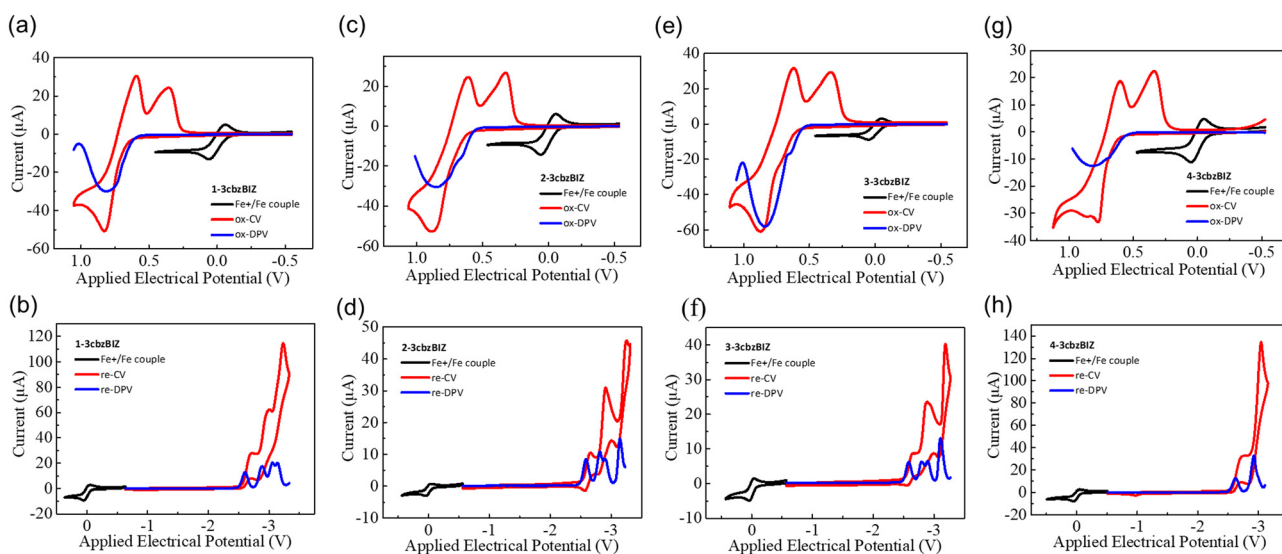 (a)
Current (μA)
40
20
0
-20
-40
-60
1-3cbzBIZ
Fe+/Fe couple
ox-CV
ox-DPV
1.0
0.5
0.0
-0.5
Applied Electrical Potential (V)
(c)
Current (μA)
40
20
0
-20
-40
-60
2-3cbzBIZ
Fe+/Fe couple
ox-CV
ox-DPV
1.0
0.5
0.0
-0.5
Applied Electrical Potential (V)
(e)
Current (μA)
40
20
0
-20
-40
-60
3-3cbzBIZ
Fe+/Fe couple
ox-CV
ox-DPV
1.0
0.5
0.0
-0.5
Applied Electrical Potential (V)
(g)
Current (μA)
30
20
10
0
-10
-20
-30
-40
4-3cbzBIZ
Fe+/Fe couple
ox-CV
ox-DPV
1.0
0.5
0.0
-0.5
Applied Electrical Potential (V)
(b)
Current (μA)
120
100
80
60
40
20
0
-20
1-3cbzBIZ
Fe+/Fe couple
re-CV
re-DPV
0
-1
-2
-3
Applied Electrical Potential (V)
(d)
Current (μA)
50
40
30
20
10
0
-10
2-3cbzBIZ
Fe+/Fe couple
re-CV
re-DPV
0
-1
-2
-3
Applied Electrical Potential (V)
(f)
Current (μA)
40
30
20
10
0
-10
3-3cbzBIZ
Fe+/Fe couple
re-CV
re-DPV
0
-1
-2
-3
Applied Electrical Potential (V)
(h)
Current (μA)
140
120
100
80
60
40
20
0
-20
4-3cbzBIZ
Fe+/Fe couple
re-CV
re-DPV
0
-1
-2
-3
Applied Electrical Potential (V)